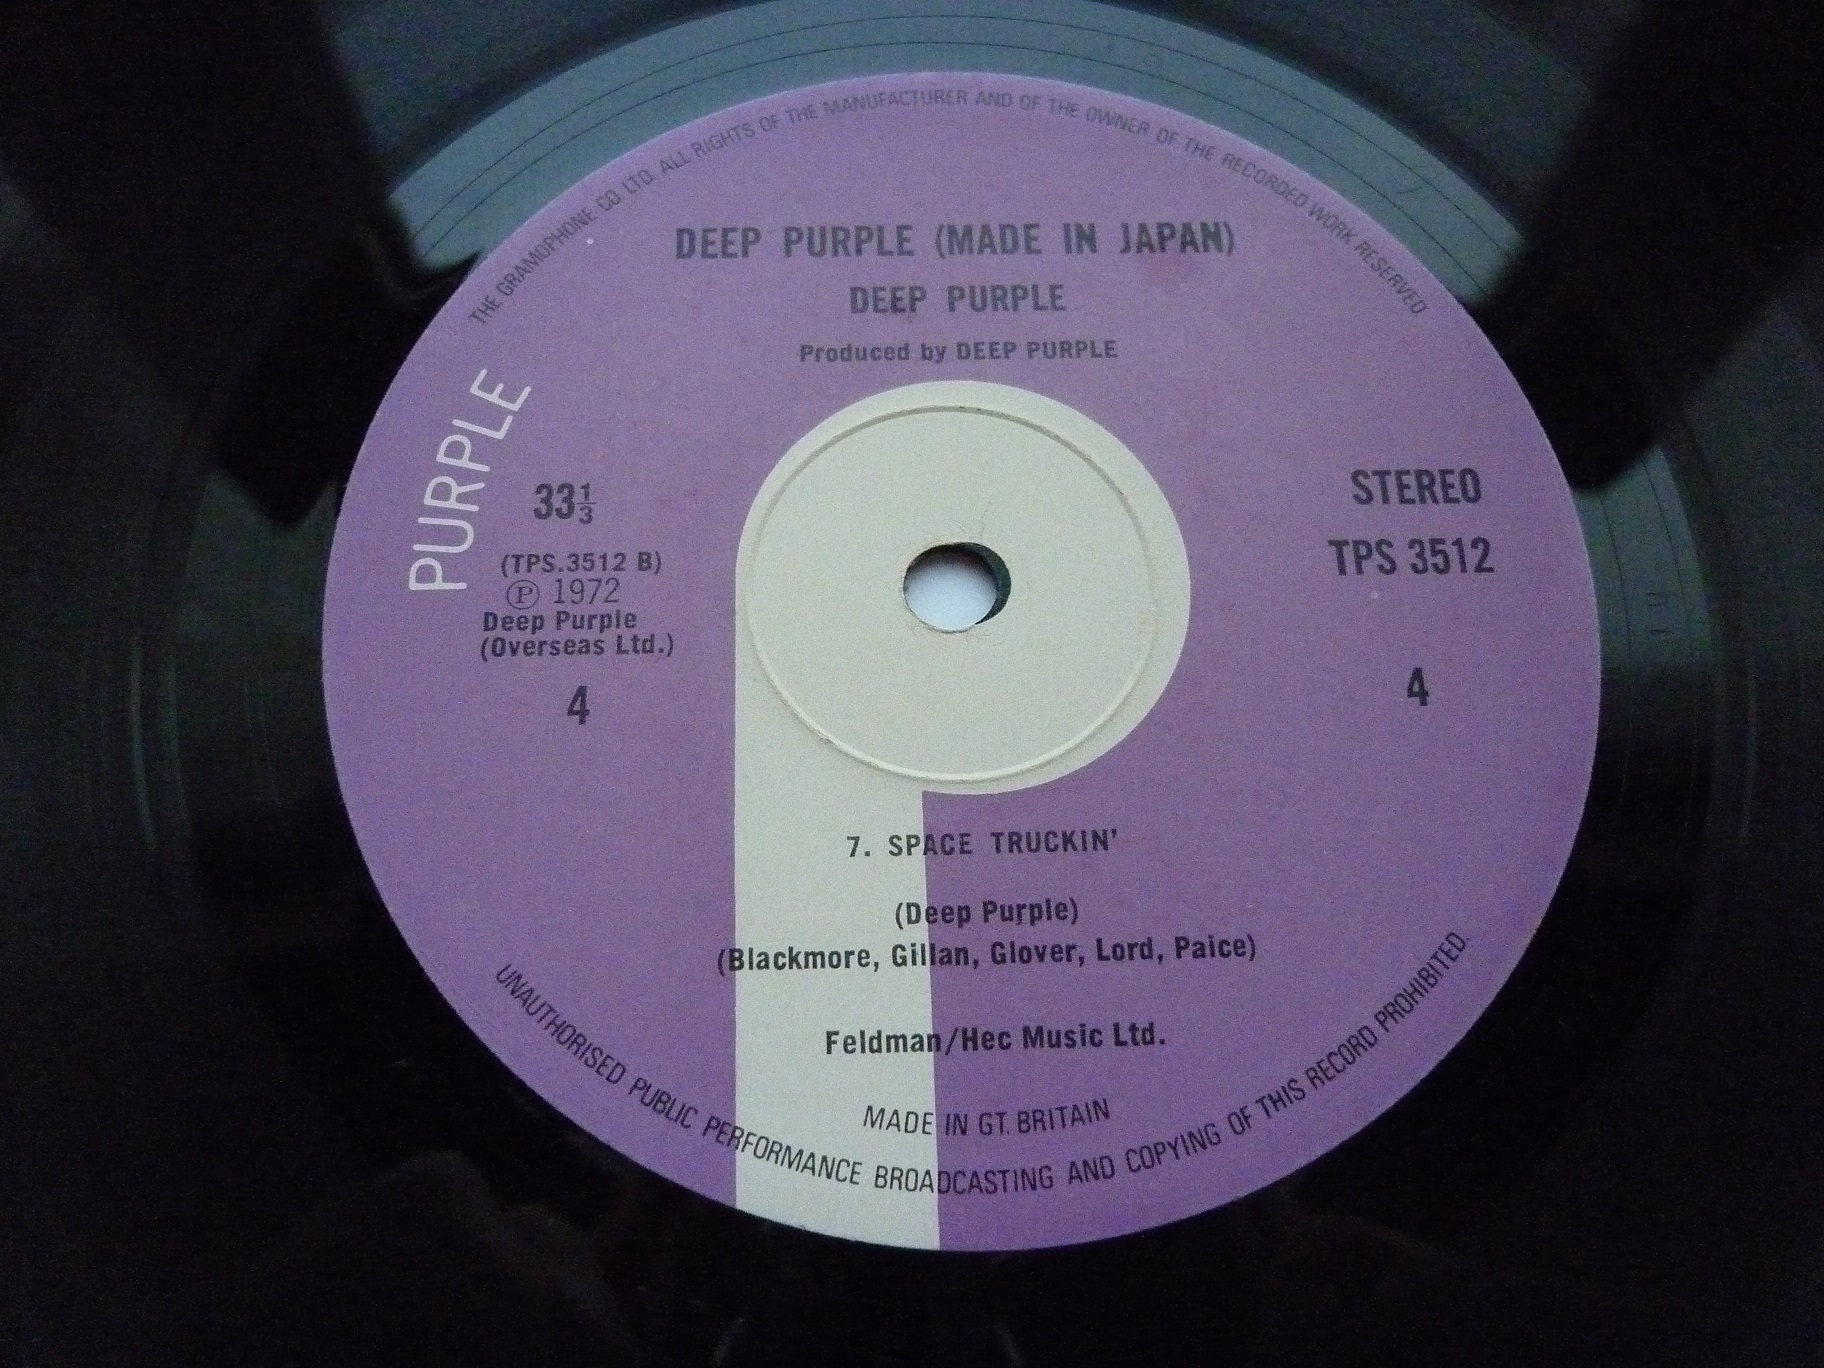 THE GRAMOPHONE CO. LTD. ALL RIGHTS OF THE MANUFACTURER AND OF THE OWNER OF THE RECORDED WORK RESERVED
DEEP PURPLE (MADE IN JAPAN)
DEEP PURPLE
Produced by DEEP PURPLE
PURPLE
33⅓
(TPS.3512 B)
Ⓟ 1972
Deep Purple
(Overseas Ltd.)
4
STEREO
TPS 3512
4
7. SPACE TRUCKIN'
(Deep Purple)
(Blackmore, Gillan, Glover, Lord, Paice)
Feldman/Hec Music Ltd.
MADE IN GT. BRITAIN
UNAUTHORISED PUBLIC PERFORMANCE BROADCASTING AND COPYING OF THIS RECORD PROHIBITED.